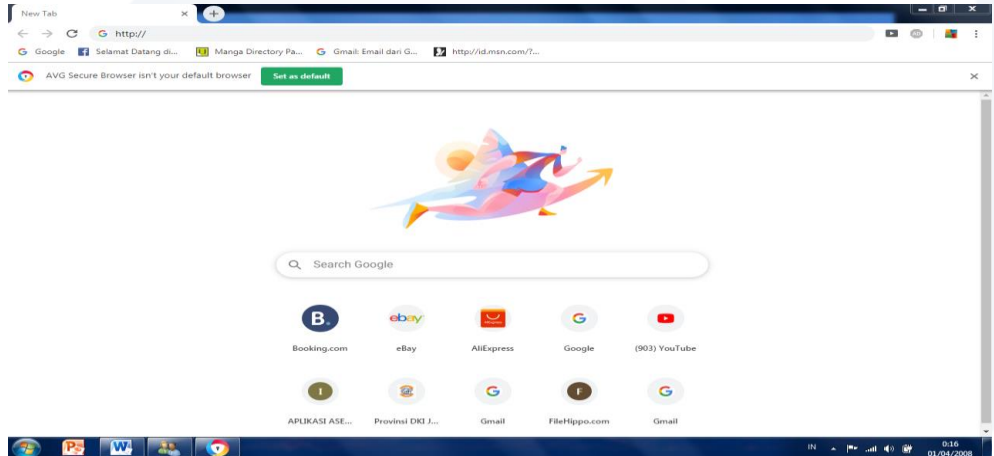 New Tab
http://
Google Selamat Datang di... Manga Directory Pa... Gmail: Email dari G... http://id.msn.com/?...
AVG Secure Browser isn't your default browser Set as default
Search Google
B. ebay G
Booking.com eBay AliExpress Google (903) YouTube
I G F G
APLIKASI ASE... Provinsi DKI J... Gmail FileHippo.com Gmail
IN 0:16
01/04/2008